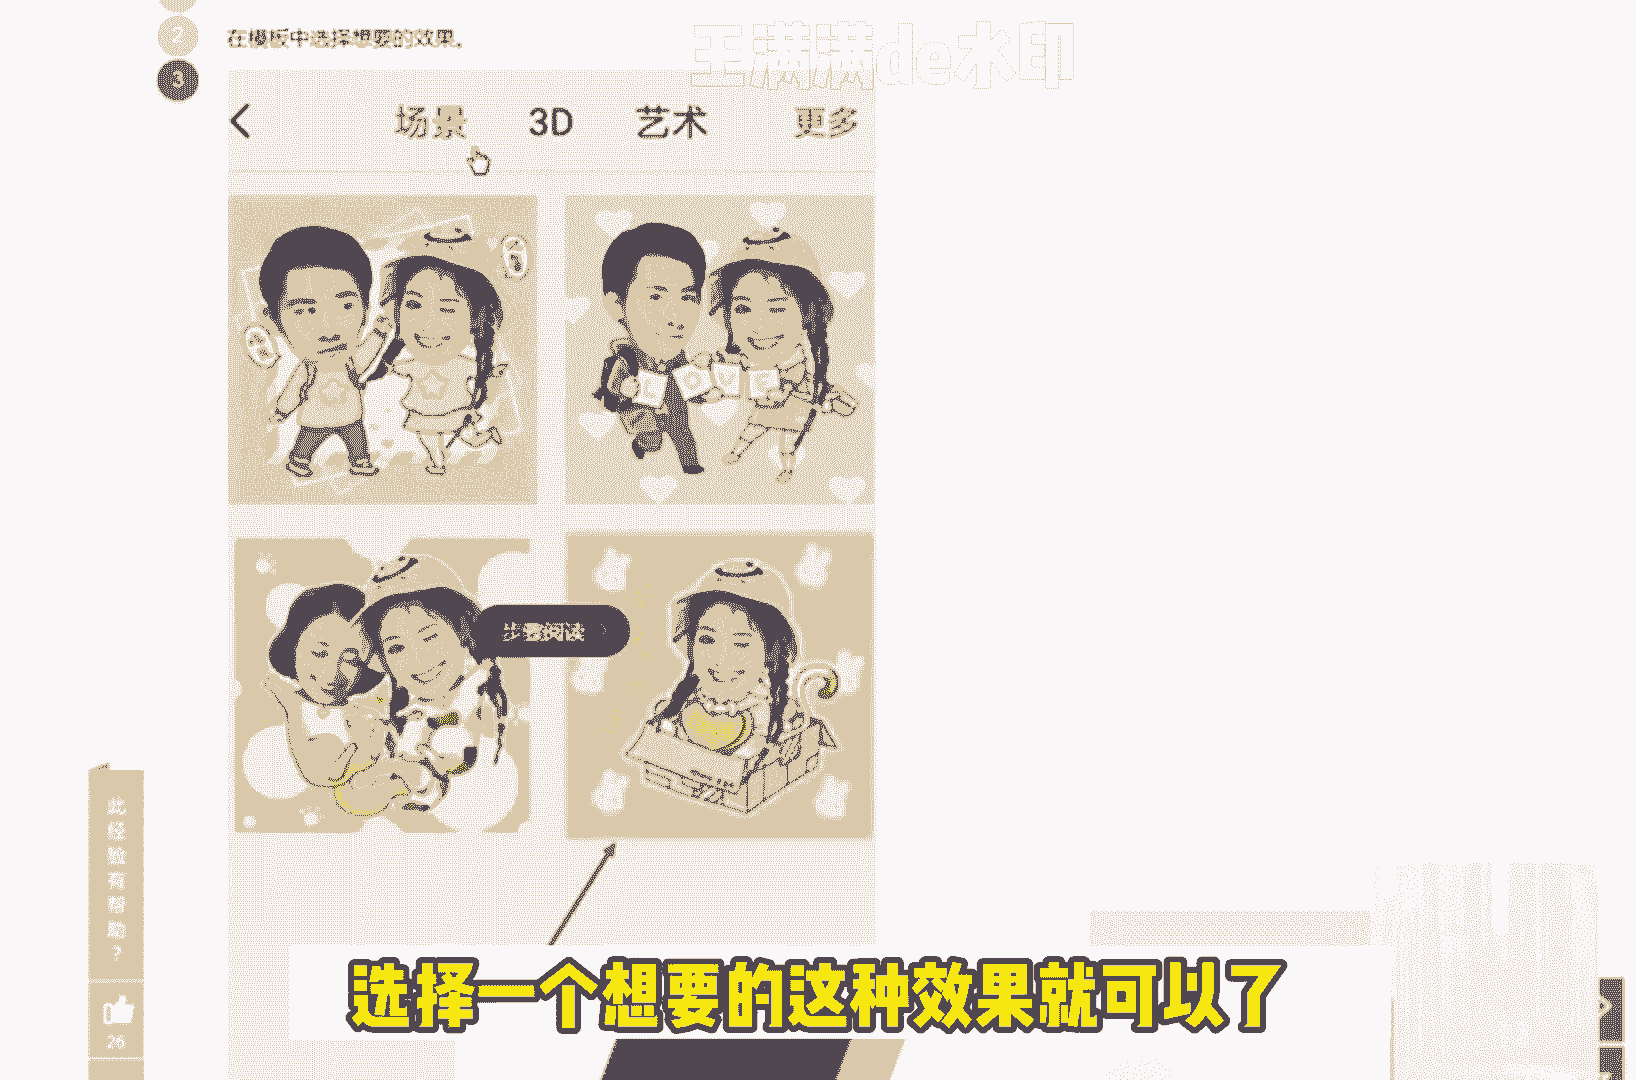 2
在模板中选择想要的效果。
王满满de水印
3
场景 3D 艺术 更多
LOVE
步骤阅读
此经验有帮助?
26
选择一个想要的这种效果就可以了